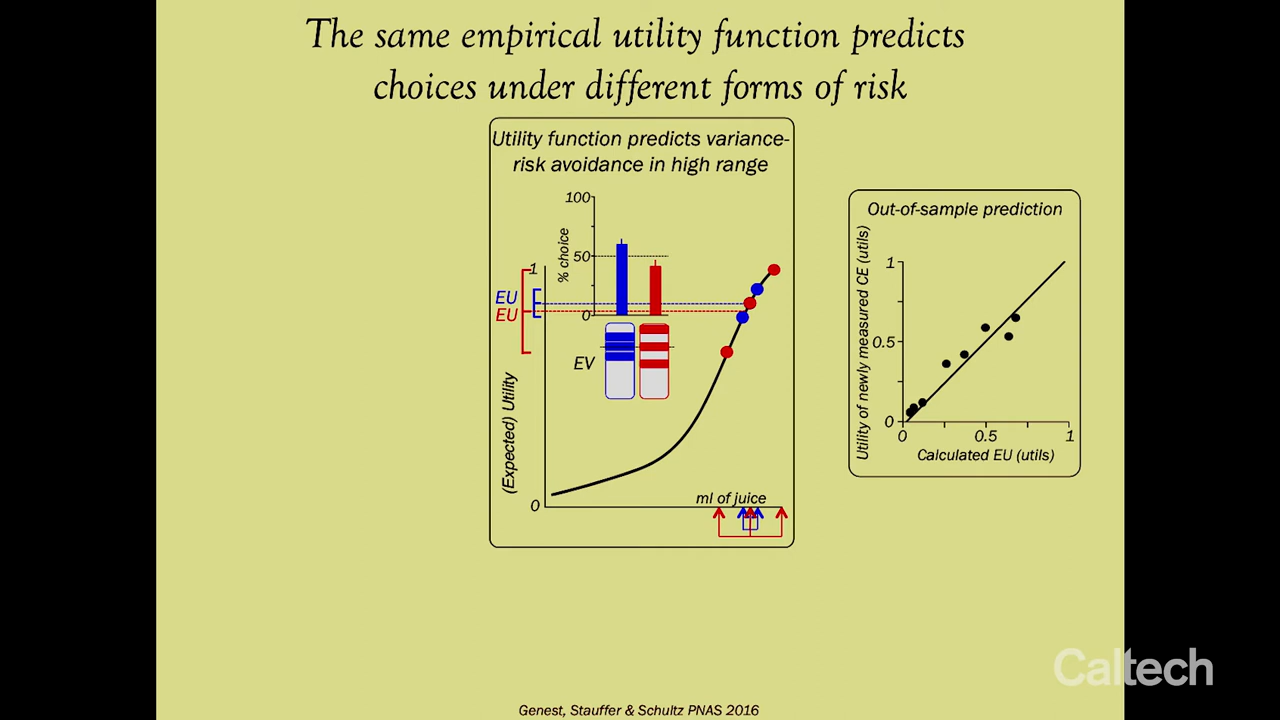 The same empirical utility function predicts
choices under different forms of risk
Utility function predicts variance-
risk avoidance in high range
100
% choice
50
0
1
EU
EU
EV
(Expected) Utility
0
ml of juice
Out-of-sample prediction
Utility of newly measured CE (utils)
1
0.5
0
0
0.5
1
Calculated EU (utils)
Caltech
Genest, Stauffer & Schultz PNAS 2016